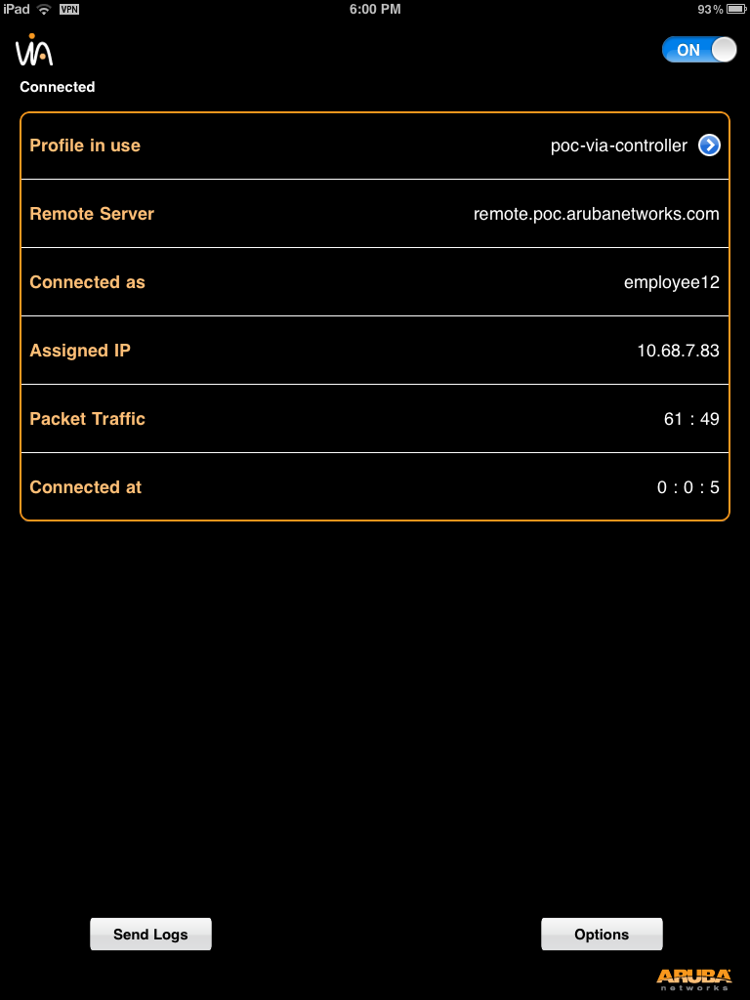 iPad VPN 6:00 PM 93%
VIA ON
Connected
Profile in use poc-via-controller
Remote Server remote.poc.arubanetworks.com
Connected as employee12
Assigned IP 10.68.7.83
Packet Traffic 61 : 49
Connected at 0 : 0 : 5
Send Logs Options
ARUBA
networks